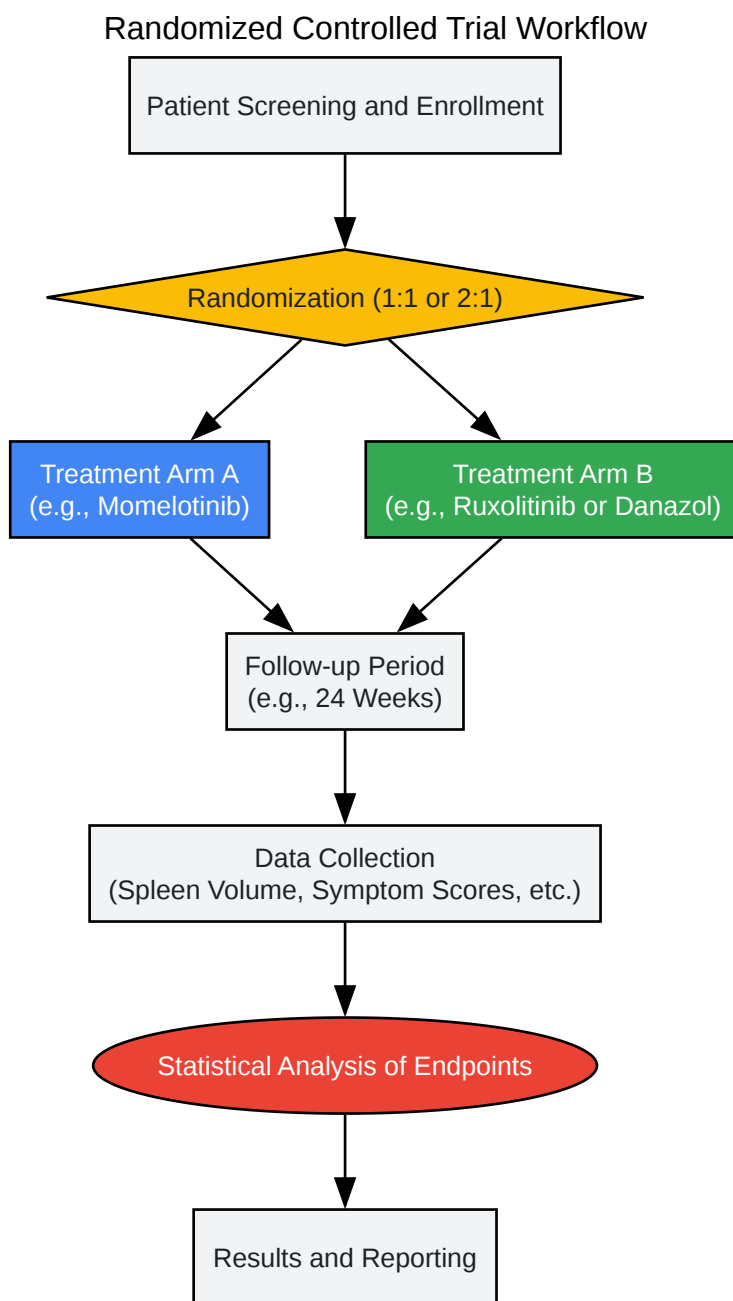 Randomized Controlled Trial Workflow
Patient Screening and Enrollment
Randomization (1:1 or 2:1)
Treatment Arm A
(e.g., Momelotinib)
Treatment Arm B
(e.g., Ruxolitinib or Danazol)
Follow-up Period
(e.g., 24 Weeks)
Data Collection
(Spleen Volume, Symptom Scores, etc.)
Statistical Analysis of Endpoints
Results and Reporting